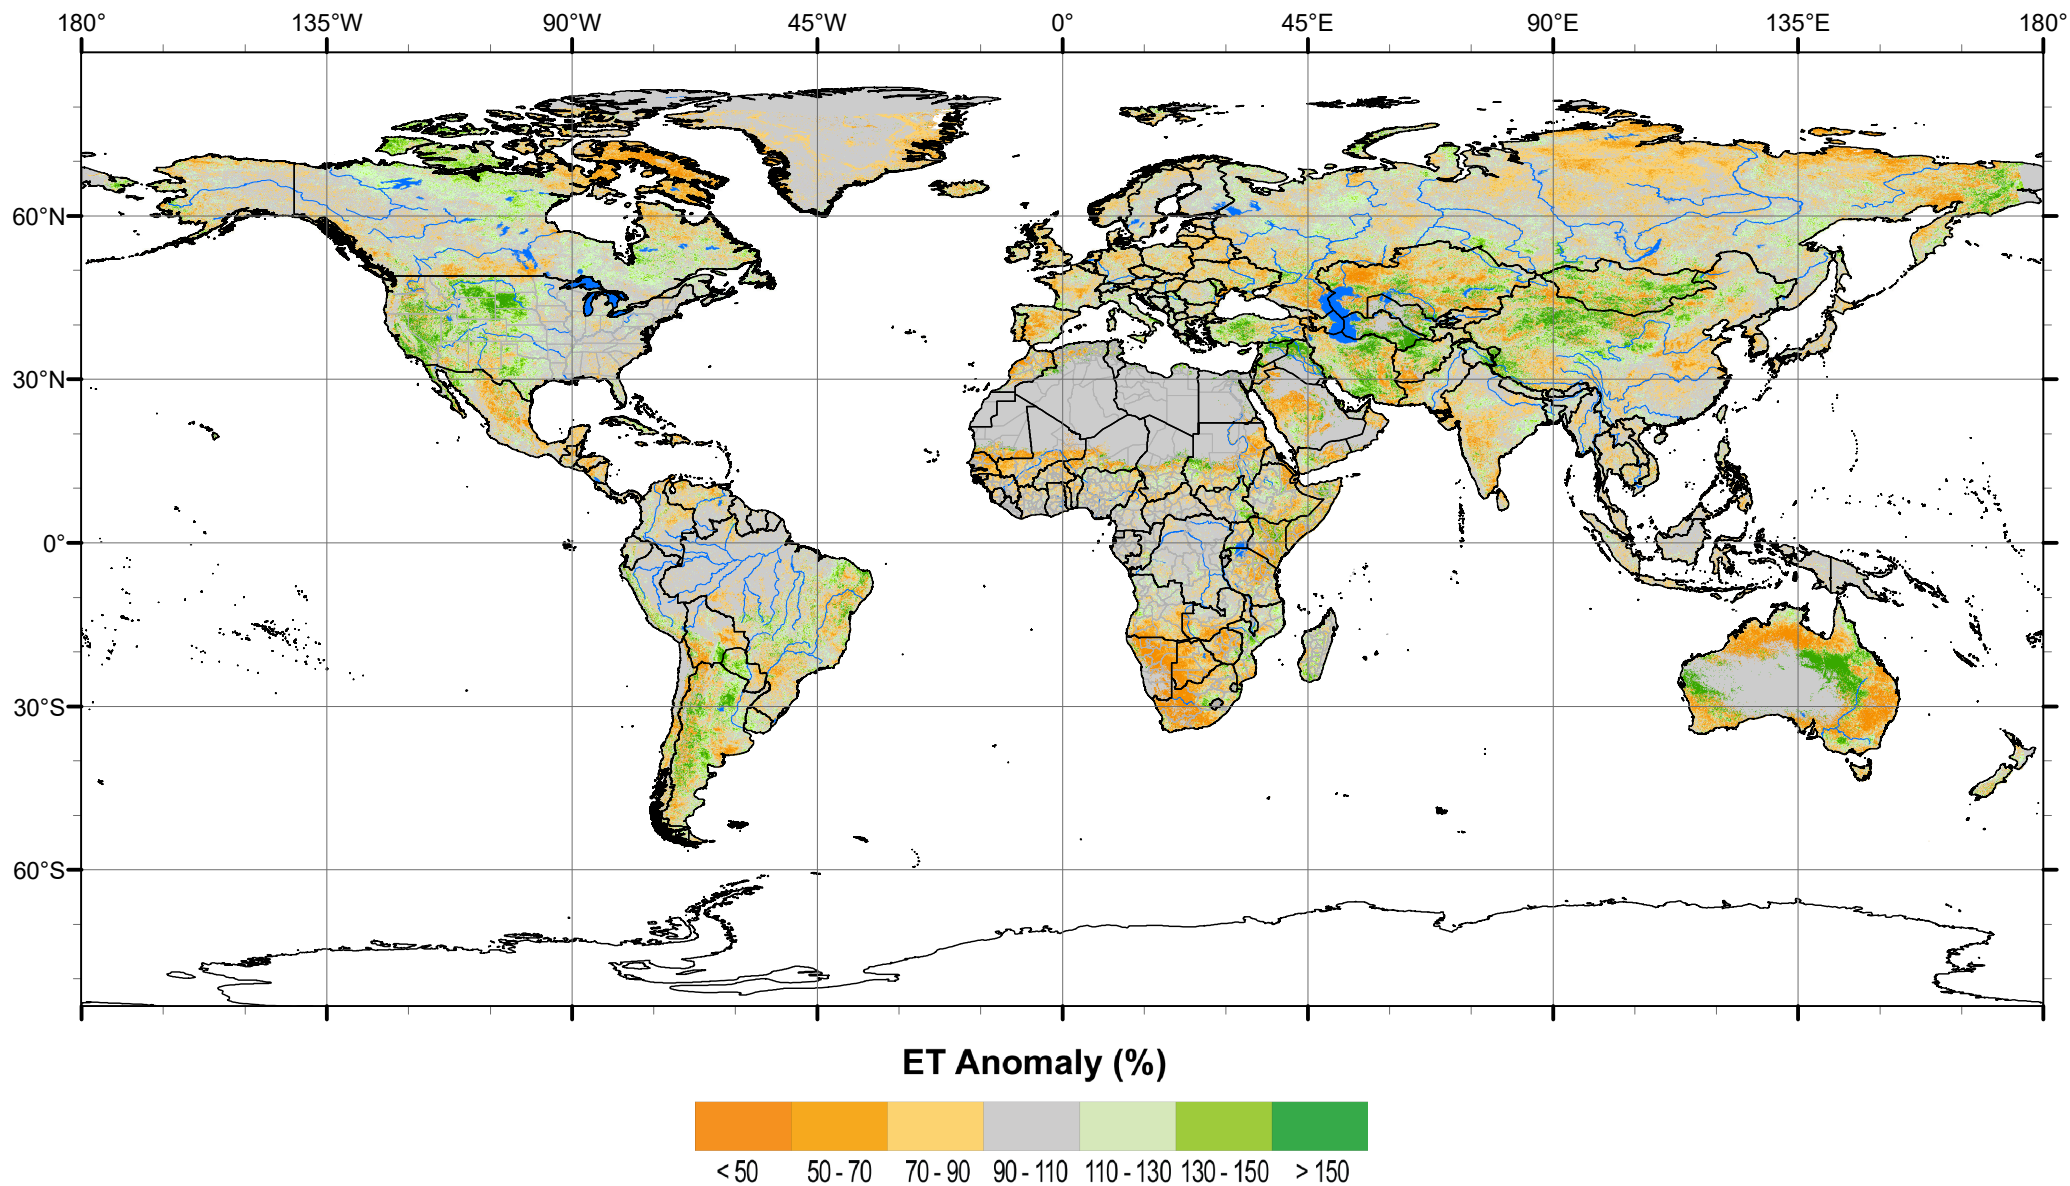 180° 135°W 90°W 45°W 0° 45°E 90°E 135°E 180°
60°N
30°N
0°
30°S
60°S
ET Anomaly (%)
< 50 50 - 70 70 - 90 90 - 110 110 - 130 130 - 150 > 150